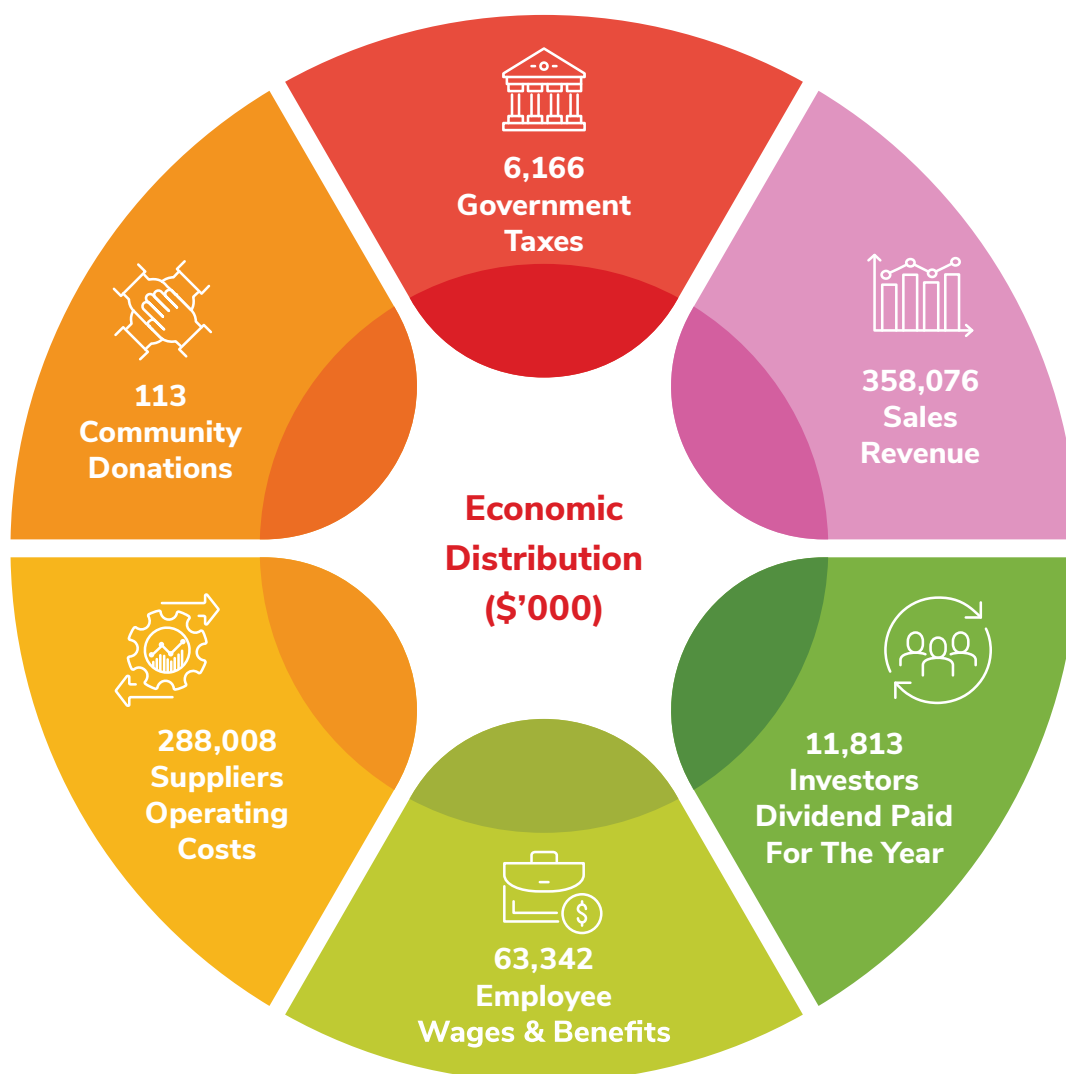 6,166
Government
Taxes
358,076
Sales
Revenue
113
Community
Donations
Economic
Distribution
($’000)
288,008
Suppliers
Operating
Costs
11,813
Investors
Dividend Paid
For The Year
63,342
Employee
Wages & Benefits
$